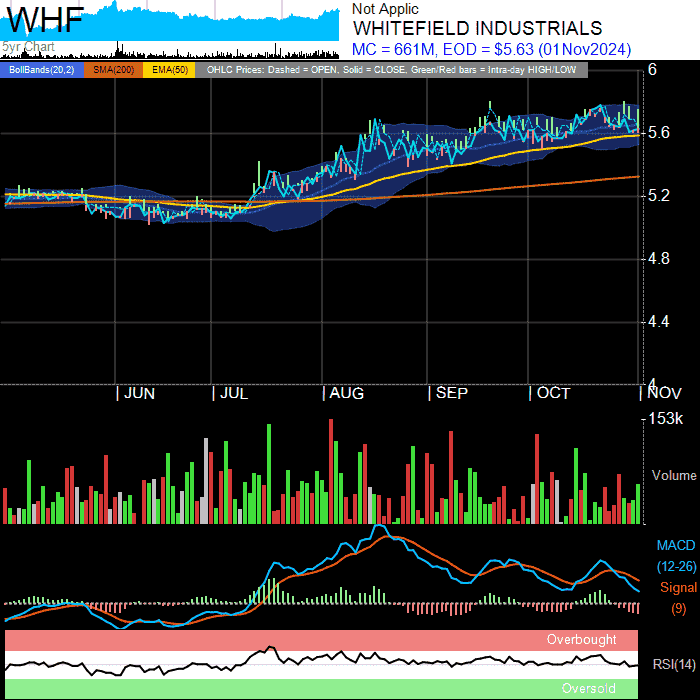 WHF
5yr Chart
Not Applic
WHITEFIELD INDUSTRIALS
MC = 661M, EOD = $5.63 (01Nov2024)
BollBands(20,2) SMA(200) EMA(50) OHLC Prices: Dashed = OPEN, Solid = CLOSE, Green/Red bars = Intra-day HIGH/LOW
6
5.6
5.2
4.8
4.4
4
JUN JUL AUG SEP OCT NOV
153k
Volume
MACD
(12-26)
Signal
(9)
Overbought
RSI(14)
Oversold